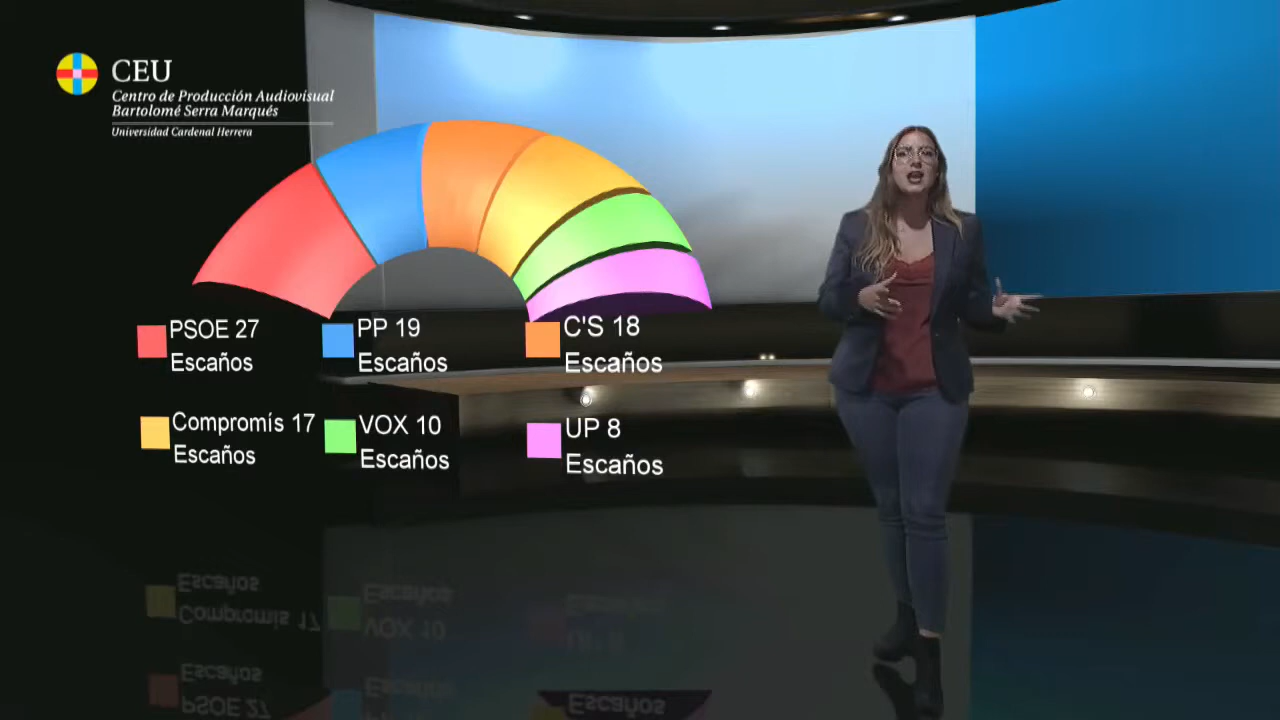 CEU
Centro de Producción Audiovisual
Bartolomé Serra Marqués
Universidad Cardenal Herrera
PSOE 27
Escaños
PP 19
Escaños
C'S 18
Escaños
Compromís 17
Escaños
VOX 10
Escaños
UP 8
Escaños